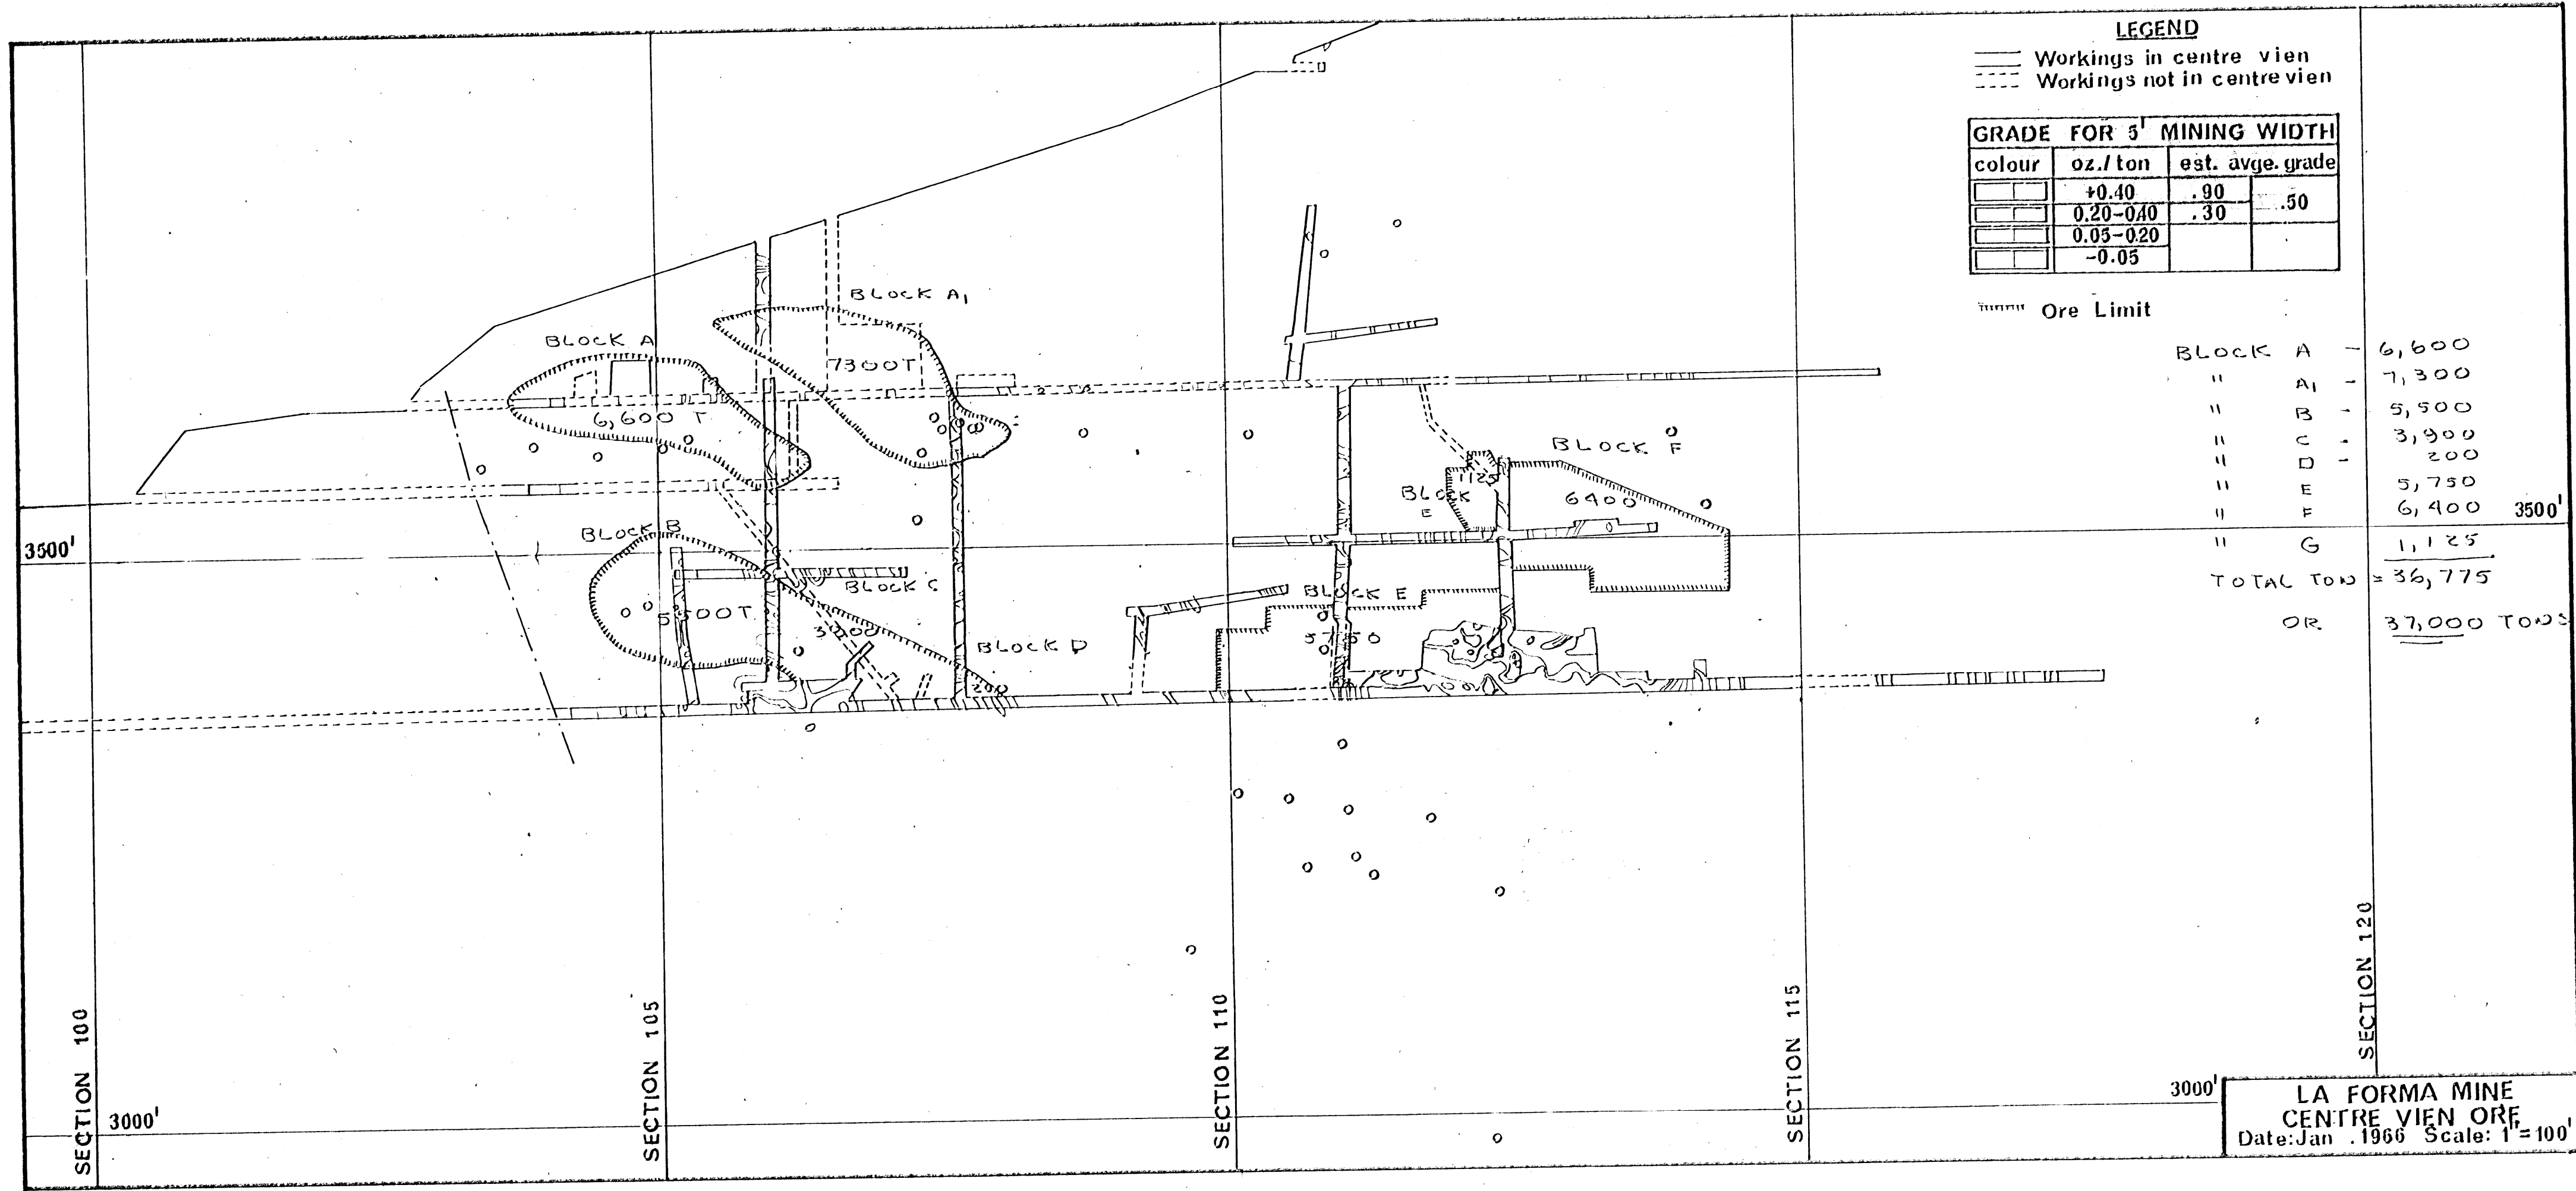 LEGEND
Workings in centre vien
Workings not in centre vien
GRADE FOR 5' MINING WIDTH
colour oz./ton est. avge. grade
+0.40 .90 .50
0.20-0.40 .30
0.05-0.20
-0.05
Ore Limit
BLOCK A - 6,600
" A1 - 7,300
" B - 5,500
" C - 3,900
" D - 200
" E 5,750
" F 6,400
" G 1,125
TOTAL TON = 36,775
OR 37,000 TONS
BLOCK A1
7300T
BLOCK A
6,600 T
BLOCK F
6400
1125
BLOCK E
3500'
3500'
BLOCK B
5500T
BLOCK C
BLOCK E
5750
BLOCK D
200
SECTION 100
SECTION 105
SECTION 110
SECTION 115
SECTION 120
3000'
3000'
LA FORMA MINE
CENTRE VIEN ORE
Date: Jan. 1966 Scale: 1"=100'